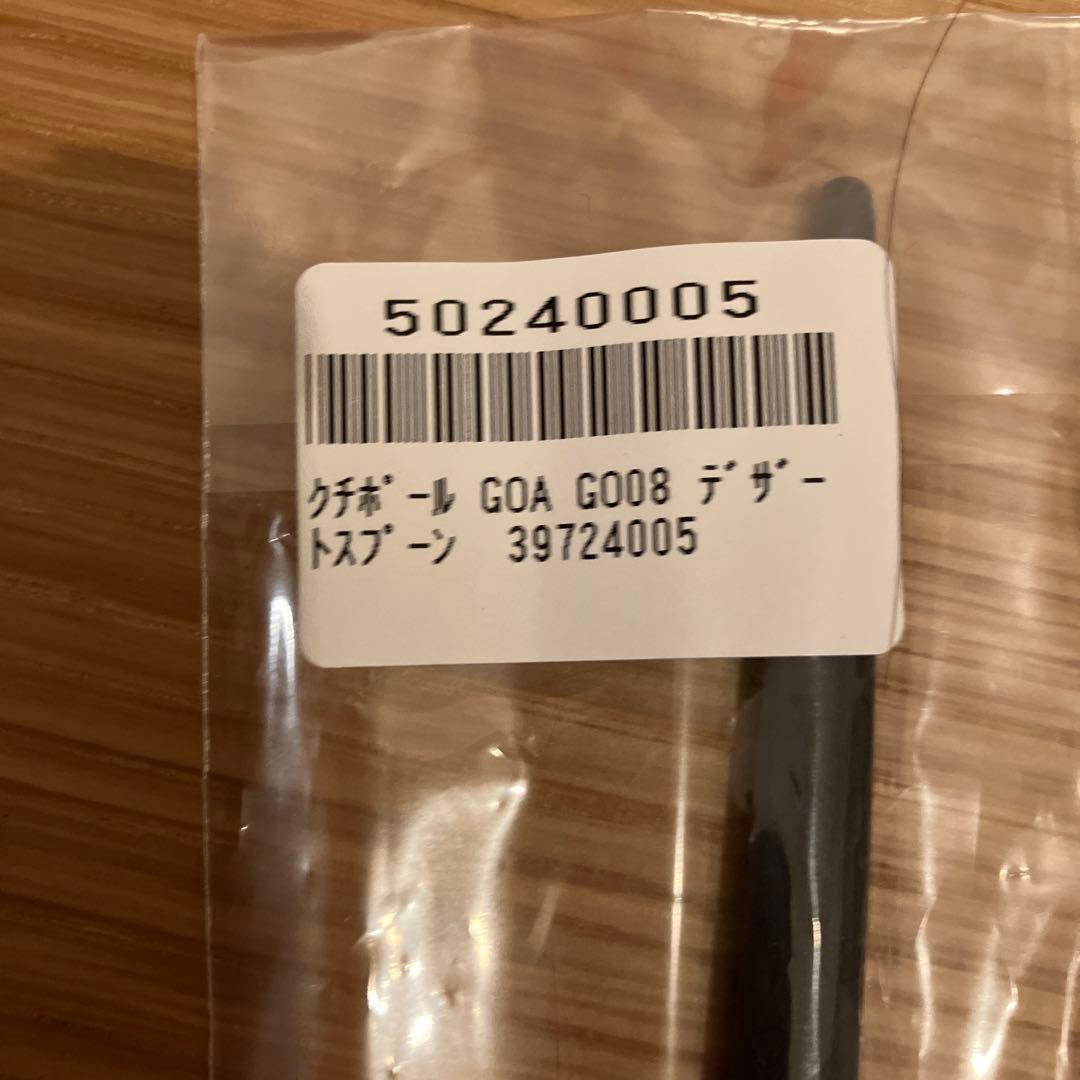 50240005
ｸﾁﾎﾟｰﾙ GOA GO08 ﾃﾞｻﾞｰ
ﾄｽﾌﾟｰﾝ 39724005